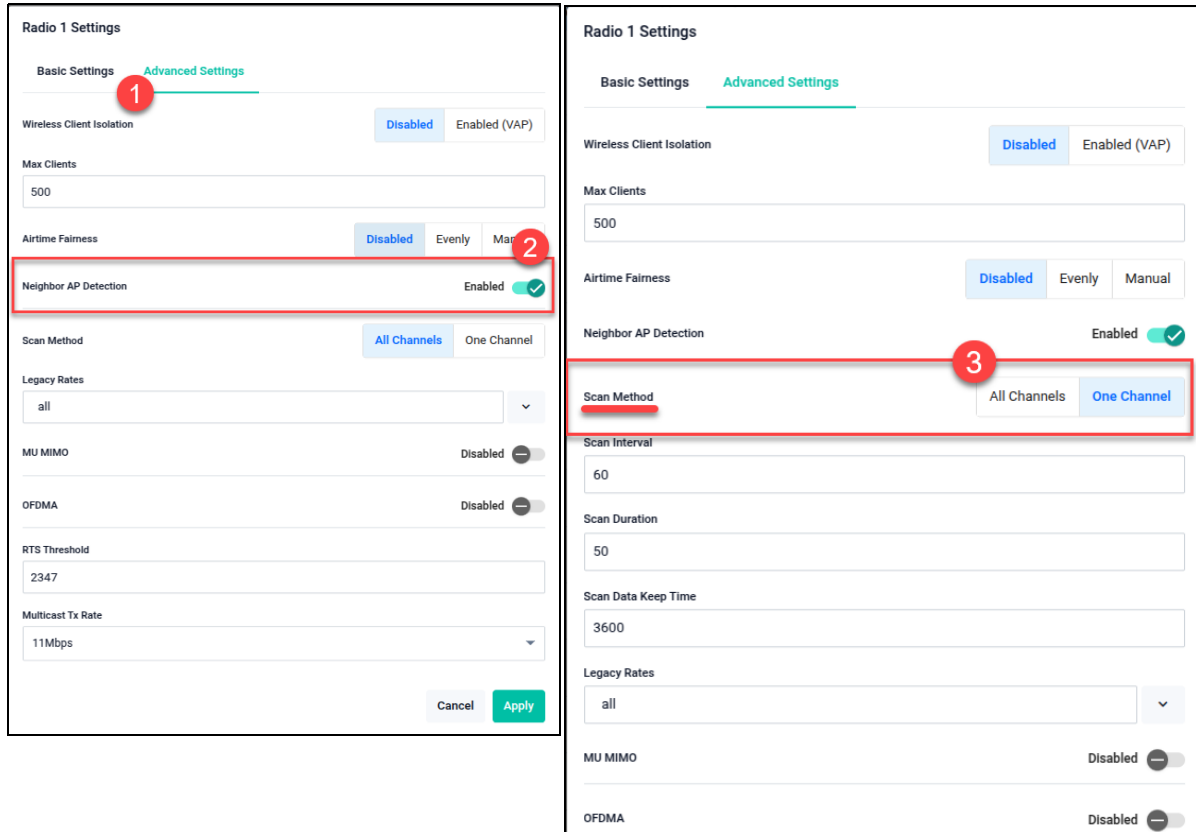 Radio 1 Settings
Basic Settings Advanced Settings
1
Wireless Client Isolation Disabled Enabled (VAP)
Max Clients
500
Airtime Fairness Disabled Evenly
2
Neighbor AP Detection Enabled
Scan Method All Channels One Channel
Legacy Rates
all
MU MIMO Disabled
OFDMA Disabled
RTS Threshold
2347
Multicast Tx Rate
11Mbps
Cancel Apply
Radio 1 Settings
Basic Settings Advanced Settings
Wireless Client Isolation Disabled Enabled (VAP)
Max Clients
500
Airtime Fairness Disabled Evenly Manual
Neighbor AP Detection Enabled
3
Scan Method All Channels One Channel
Scan Interval
60
Scan Duration
50
Scan Data Keep Time
3600
Legacy Rates
all
MU MIMO Disabled
OFDMA Disabled